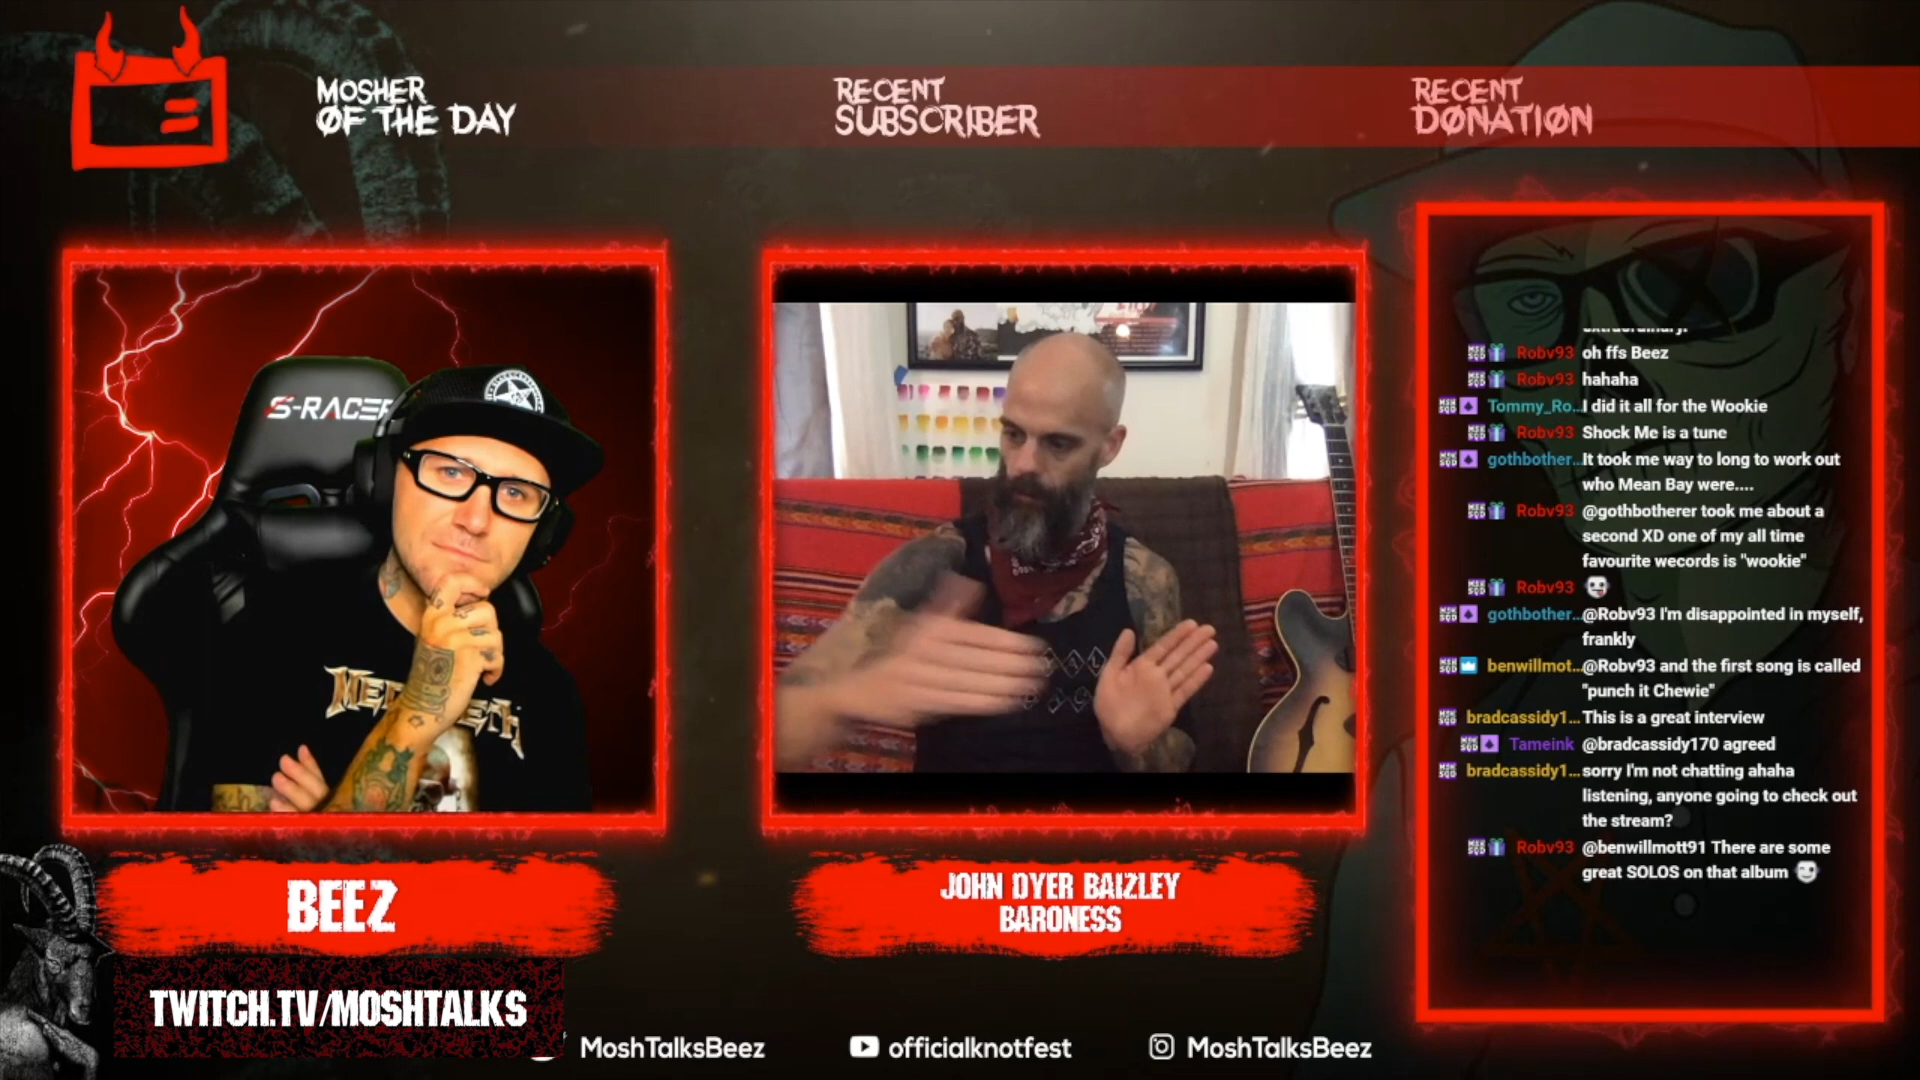 MOSHER
ØF THE DAY
RECENT
SUBSCRIBER
RECENT
DØNATIØN
S-RACER
BEEZ
TWITCH.TV/MOSHTALKS
JOHN DYER BAIZLEY
BARONESS
MoshTalksBeez
officialknotfest
MoshTalksBeez
extraordinary.
Robv93 oh ffs Beez
Robv93 hahaha
Tommy_Ro... I did it all for the Wookie
Robv93 Shock Me is a tune
gothbother... It took me way to long to work out
who Mean Bay were....
Robv93 @gothbotherer took me about a
second XD one of my all time
favourite wecords is "wookie"
Robv93
gothbother... @Robv93 I'm disappointed in myself,
frankly
benwillmot... @Robv93 and the first song is called
"punch it Chewie"
bradcassidy1... This is a great interview
Tameink @bradcassidy170 agreed
bradcassidy1... sorry I'm not chatting ahaha
listening, anyone going to check out
the stream?
Robv93 @benwillmott91 There are some
great SOLOS on that album